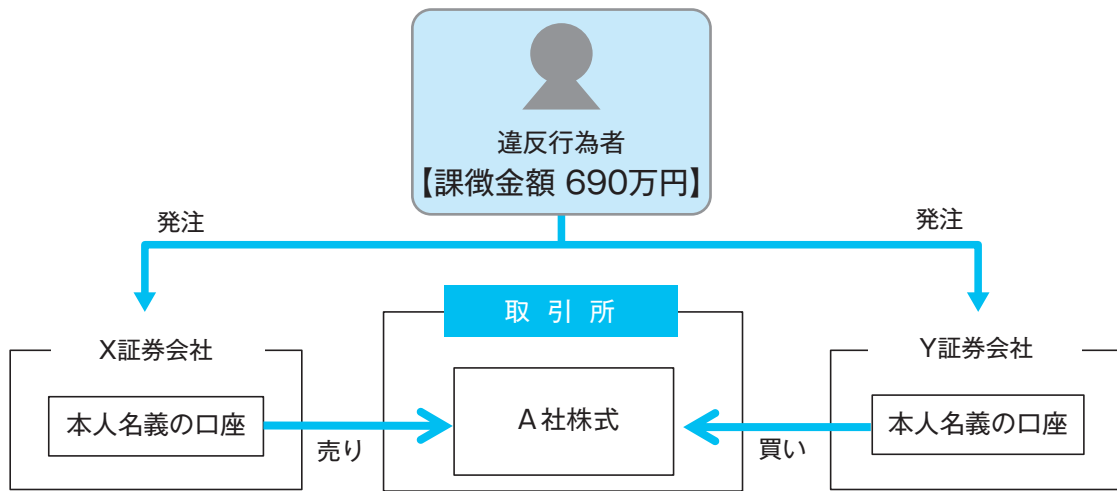 違反行為者
【課徴金額 690万円】
発注
発注
取引所
X証券会社
Y証券会社
本人名義の口座
売り
A社株式
買い
本人名義の口座